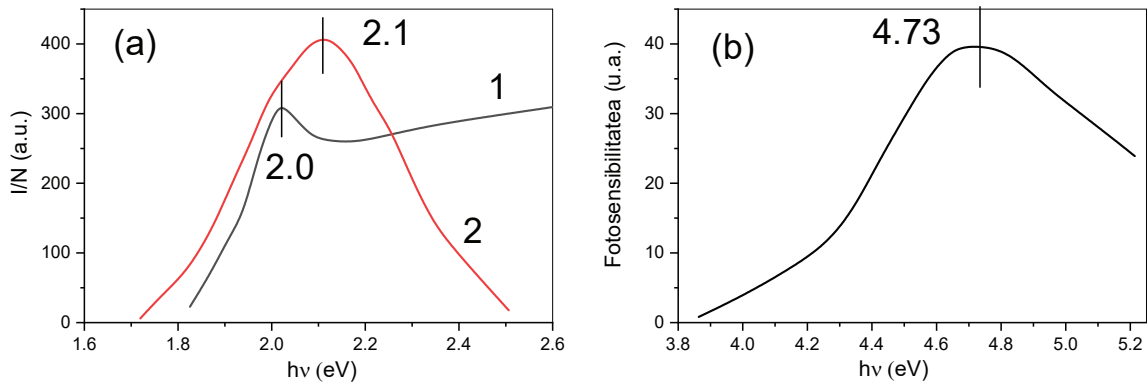 (a)
2.1
1
2.0
2
I/N (a.u.)
400
300
200
100
0
1.6 1.8 2.0 2.2 2.4 2.6
hν (eV)
(b)
4.73
Fotosensibilitatea (u.a.)
40
30
20
10
0
3.8 4.0 4.2 4.4 4.6 4.8 5.0 5.2
hν (eV)